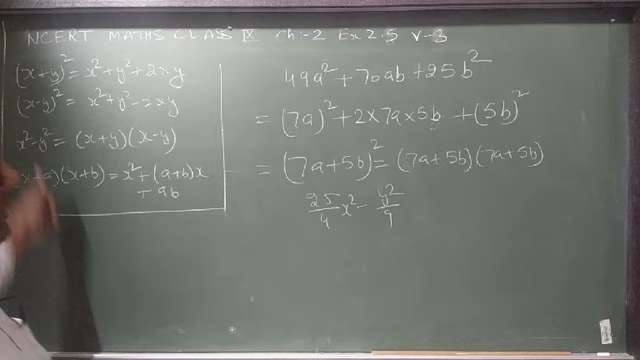 NCERT MATHS CLASS IX ch:-2 Ex 2.5 V-3
(x+y)² = x²+y²+2xy
(x-y)² = x²+y²-2xy
x²-y² = (x+y)(x-y)
(x+a)(x+b) = x²+(a+b)x
+ab
49a²+70ab+25b²
= (7a)²+2×7a×5b+(5b)²
= (7a+5b)² = (7a+5b)(7a+5b)
25/4 x² - y²/9